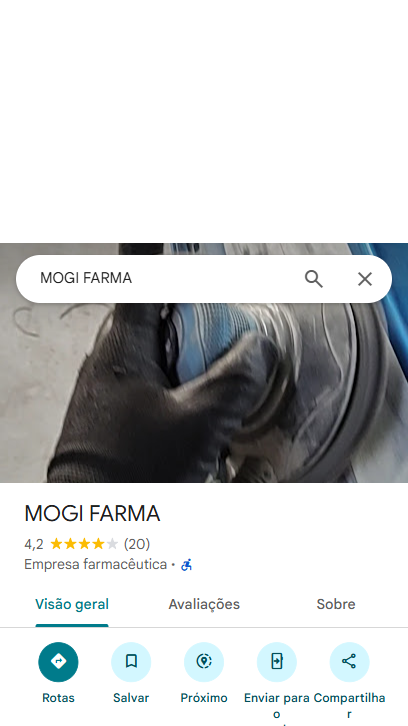 MOGI FARMA
MOGI FARMA
4,2 (20)
Empresa farmacêutica ·
Visão geral Avaliações Sobre
Rotas Salvar Próximo Enviar para o Compartilhar